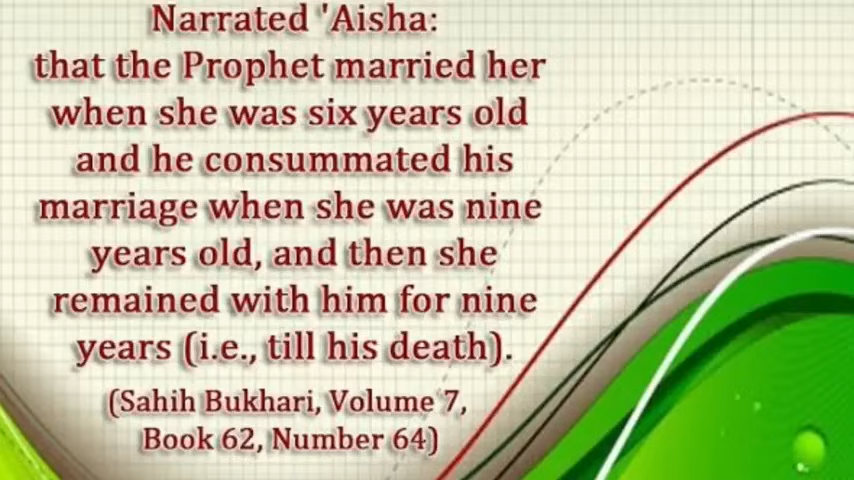 Narrated 'Aisha:
that the Prophet married her
when she was six years old
and he consummated his
marriage when she was nine
years old, and then she
remained with him for nine
years (i.e., till his death).
(Sahih Bukhari, Volume 7,
Book 62, Number 64)